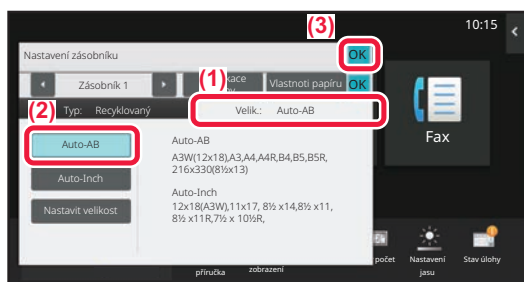 (3)
10:15
Nastavení zásobníku
OK
Zásobník 1
(1)
Vlastnoti papíru
OK
(2)
Typ: Recyklovaný
Velik.: Auto-AB
Auto-AB
Auto-Inch
Nastavit velikost
Auto-AB
A3W(12x18),A3,A4,A4R,B4,B5,B5R,
216x330(8½x13)
Auto-Inch
12x18(A3W),11x17, 8½ x14,8½ x11,
8½ x11R,7½ x 10½R,
Fax
příručka
zobrazení
počet
Nastavení
jasu
Stav úlohy